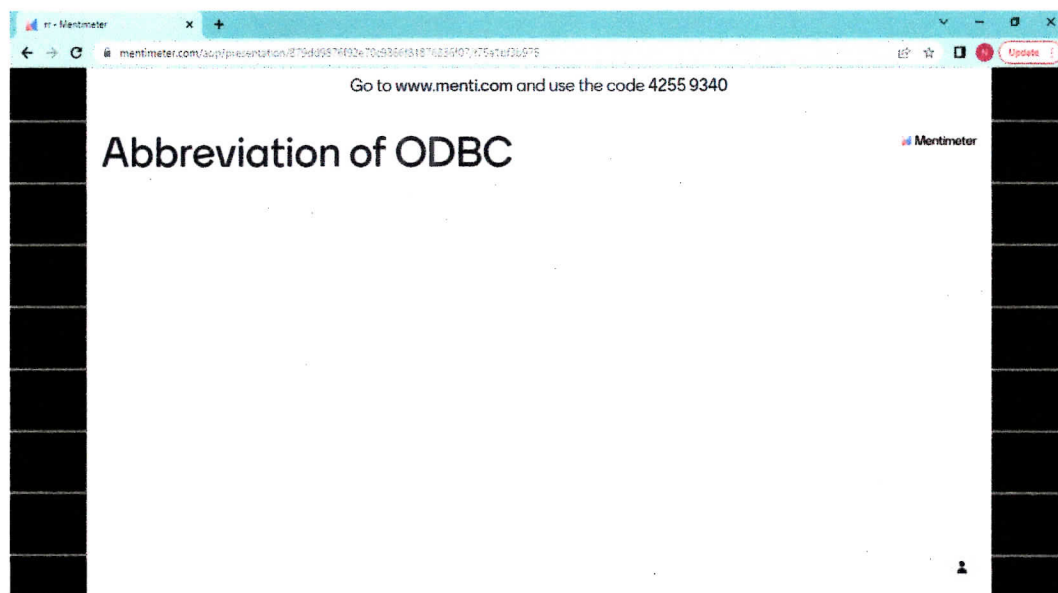 rr - Mentimeter
Update
Go to www.menti.com and use the code 4255 9340
Abbreviation of ODBC
Mentimeter